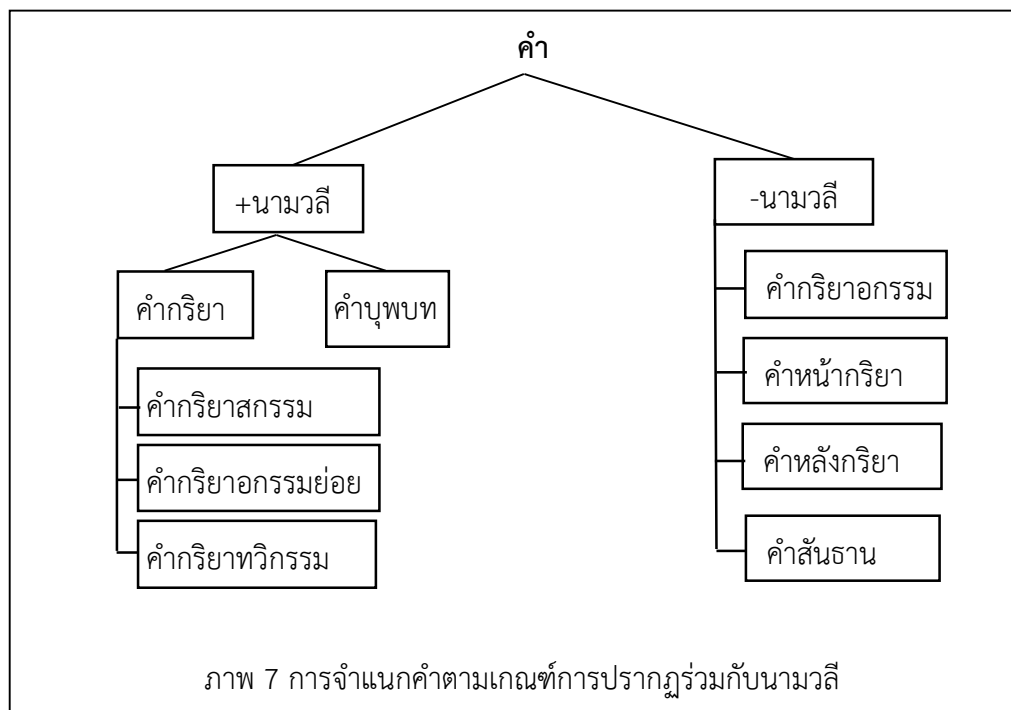 คำ
+นามวลี
-นามวลี
คำกริยา
คำบุพบท
คำกริยาสกรรม
คำกริยาอกรรมย่อย
คำกริยาทวิกรรม
คำกริยาอกรรม
คำหน้ากริยา
คำหลังกริยา
คำสันธาน
ภาพ 7 การจำแนกคำตามเกณฑ์การปรากฏร่วมกับนามวลี